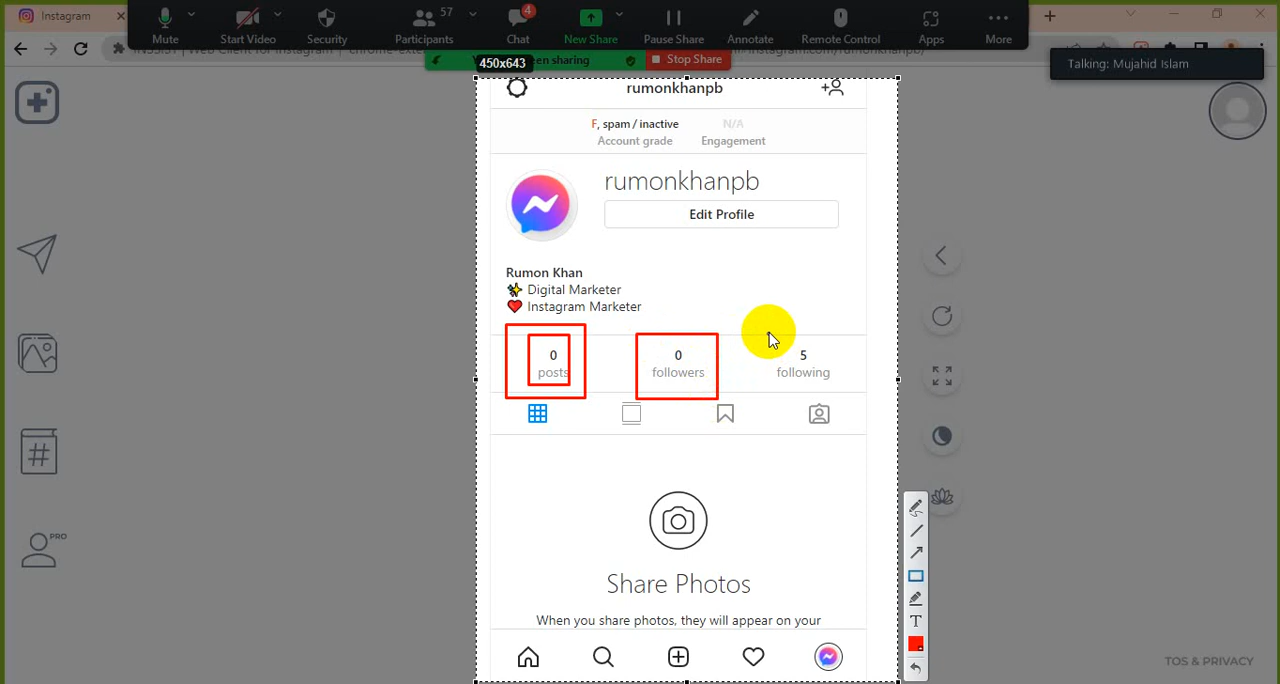 Instagram
Mute
Start Video
Security
57
Participants
4
Chat
New Share
Pause Share
Annotate
Remote Control
Apps
More
Talking: Mujahid Islam
Stop Share
450x643
rumonkhanpb
F, spam / inactive
N/A
Account grade
Engagement
rumonkhanpb
Edit Profile
Rumon Khan
Digital Marketer
Instagram Marketer
0
0
5
posts
followers
following
Share Photos
When you share photos, they will appear on your
#
PRO
T
TOS & PRIVACY